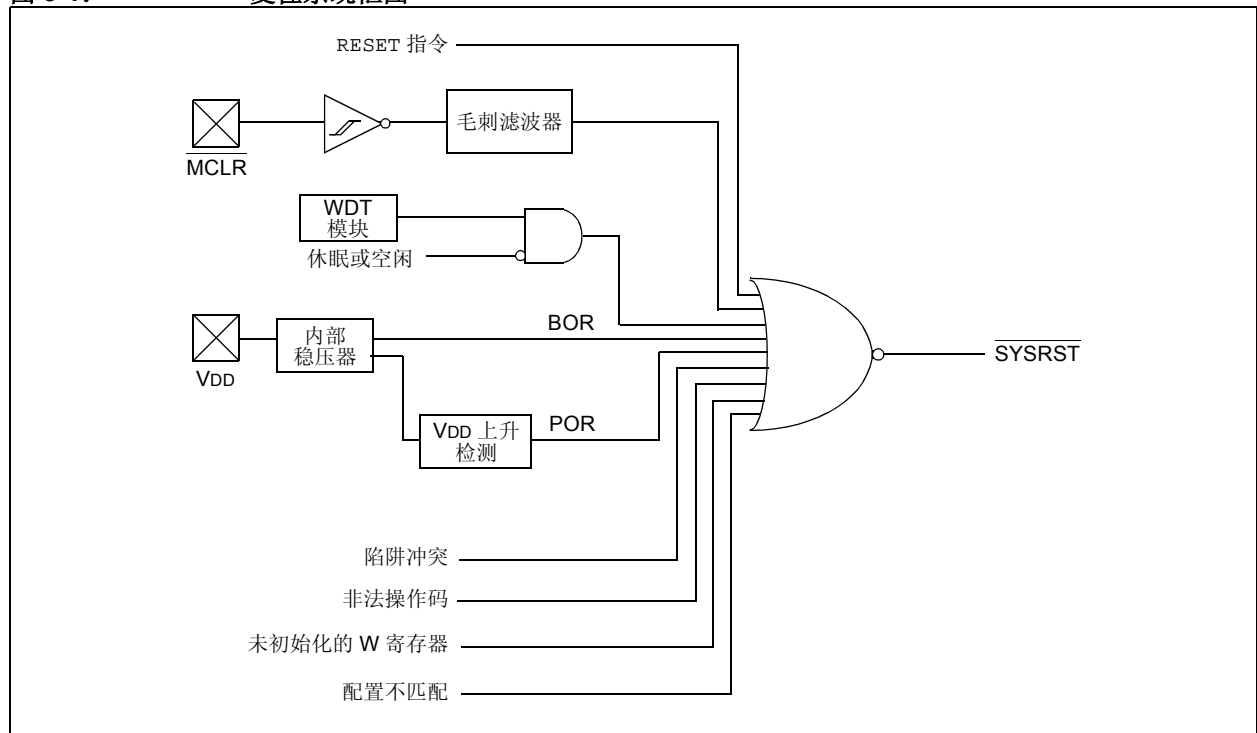 RESET 指令
毛刺滤波器
MCLR
WDT
模块
休眠或空闲
BOR
内部
稳压器
VDD
SYSRST
VDD 上升
检测
POR
陷阱冲突
非法操作码
未初始化的 W 寄存器
配置不匹配